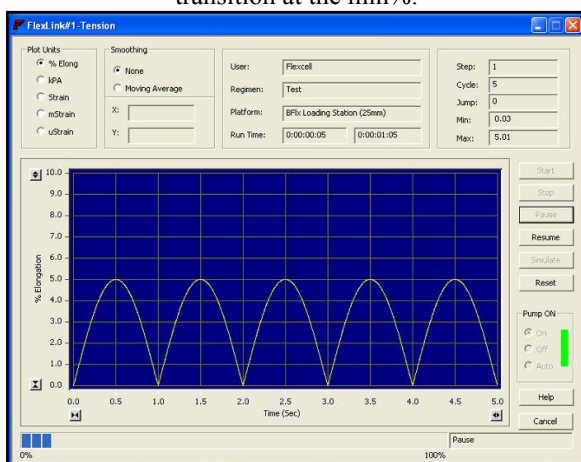 transition at the min%.
FlexLink#1-Tension
Plot Units
% Elong
kPA
Strain
mStrain
uStrain
Smoothing
None
Moving Average
X:
Y:
User: Flexcell
Regimen: Test
Platform: BFlx Loading Station (25mm)
Run Time: 0:00:00:05 0:00:01:05
Step: 1
Cycle: 5
Jump: 0
Min: 0.03
Max: 5.01
% Elongation
10.0
9.0
8.0
7.0
6.0
5.0
4.0
3.0
2.0
1.0
0.0
0.0 0.5 1.0 1.5 2.0 2.5 3.0 3.5 4.0 4.5 5.0
Time (Sec)
Start
Stop
Pause
Resume
Simulate
Reset
Pump ON
On
Off
Auto
Help
Cancel
Pause
0% 100%